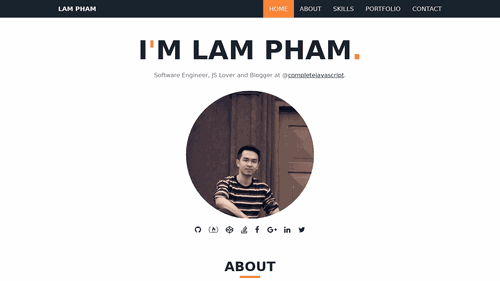 LAM PHAM
HOME ABOUT SKILLS PORTFOLIO CONTACT
I'M LAM PHAM.
Software Engineer, JS Lover and Blogger at @completejavascript.
ABOUT